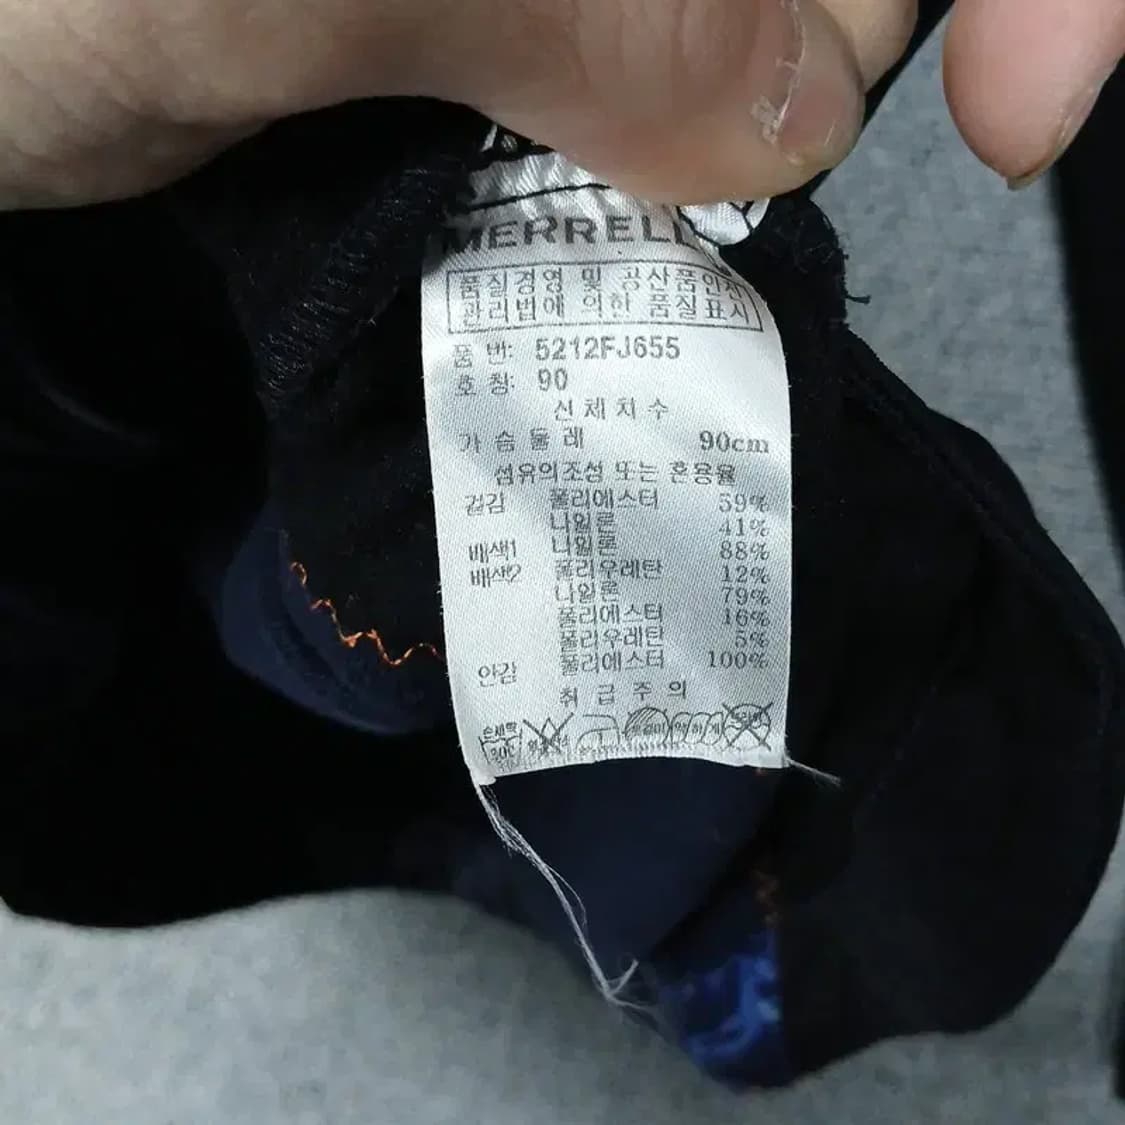 MERRELL
품질경영 및 공산품안전
관리법에 의한 품질표시
품 번: 5212FJ655
호 칭: 90
신체치수
가슴둘레 90cm
섬유의조성 또는 혼용율
겉감 폴리에스터 59%
나일론 41%
배색1 나일론 88%
배색2 폴리우레탄 12%
나일론 79%
폴리에스터 16%
폴리우레탄 5%
안감 폴리에스터 100%
취급주의
손세탁
30℃